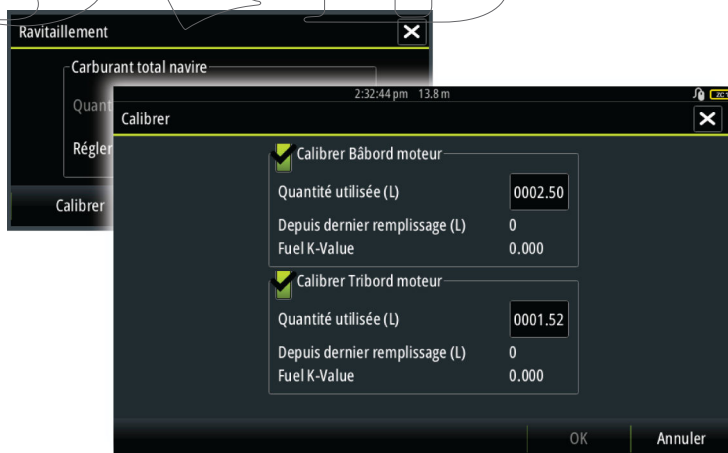 Ravitaillement
Carburant total navire
Quant
Régler
Calibrer
2:32:44 pm 13.8 m
ZC 1
Calibrer
Calibrer Bâbord moteur
Quantité utilisée (L) 0002.50
Depuis dernier remplissage (L) 0
Fuel K-Value 0.000
Calibrer Tribord moteur
Quantité utilisée (L) 0001.52
Depuis dernier remplissage (L) 0
Fuel K-Value 0.000
OK Annuler